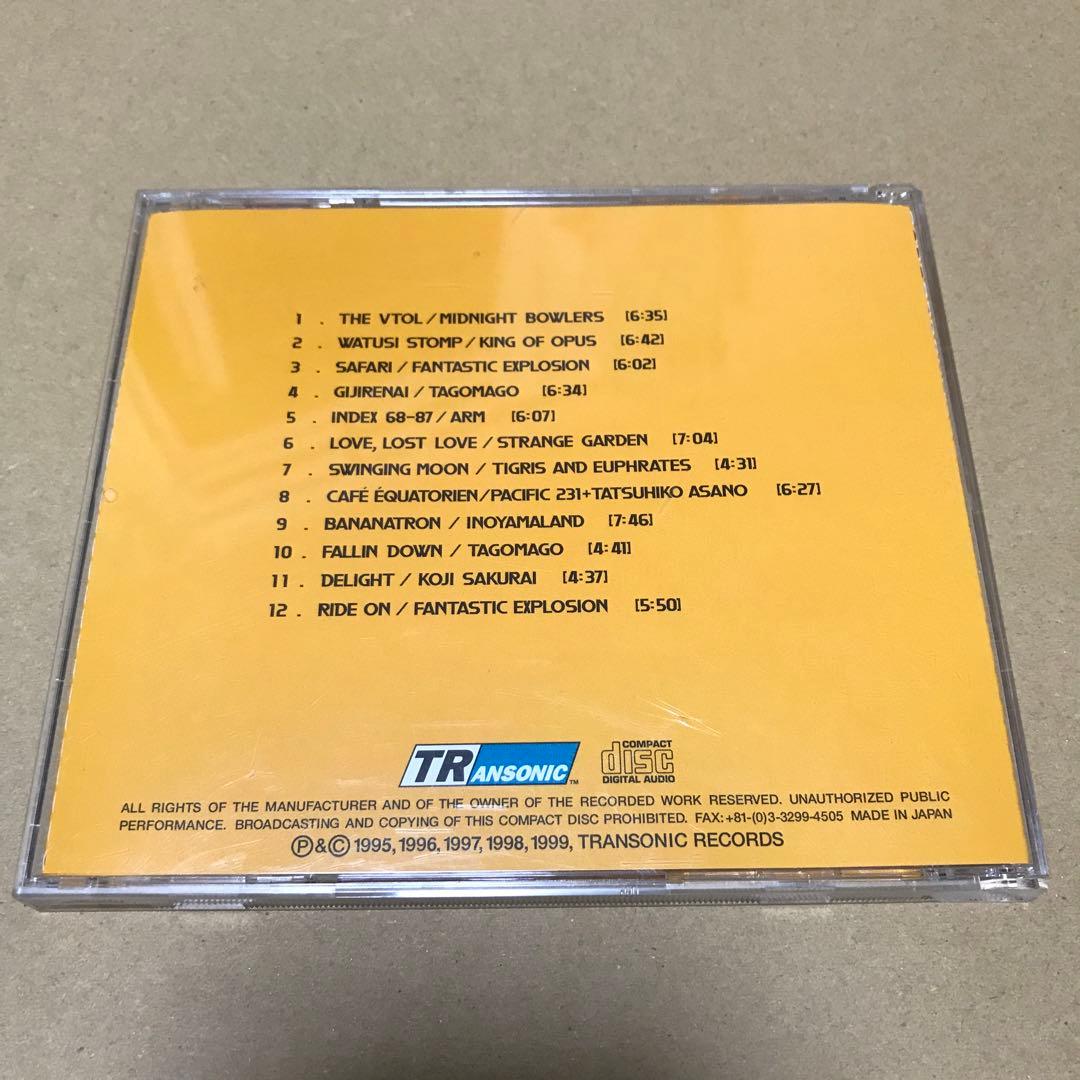 1 . THE VTOL / MIDNIGHT BOWLERS [6:35]
2 . WATUSI STOMP / KING OF OPUS [6:42]
3 . SAFARI / FANTASTIC EXPLOSION [6:02]
4 . GIJIRENAI / TAGOMAGO [6:34]
5 . INDEX 68-87 / ARM [6:07]
6 . LOVE, LOST LOVE / STRANGE GARDEN [7:04]
7 . SWINGING MOON / TIGRIS AND EUPHRATES [4:31]
8 . CAFÉ ÉQUATORIEN/PACIFIC 231+TATSUHIKO ASANO [6:27]
9 . BANANATRON / INOYAMALAND [7:46]
10 . FALLIN DOWN / TAGOMAGO [4:41]
11 . DELIGHT / KOJI SAKURAI [4:37]
12 . RIDE ON / FANTASTIC EXPLOSION [5:50]
TRANSONIC™
COMPACT
disc
DIGITAL AUDIO
ALL RIGHTS OF THE MANUFACTURER AND OF THE OWNER OF THE RECORDED WORK RESERVED. UNAUTHORIZED PUBLIC
PERFORMANCE. BROADCASTING AND COPYING OF THIS COMPACT DISC PROHIBITED. FAX:+81-(0)3-3299-4505 MADE IN JAPAN
Ⓟ&Ⓒ 1995, 1996, 1997, 1998, 1999, TRANSONIC RECORDS